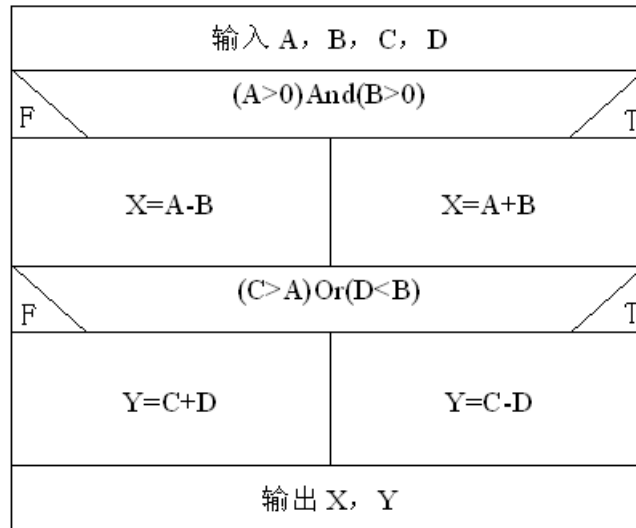 输入 A，B，C，D
(A>0)And(B>0)
F
T
X=A-B
X=A+B
(C>A)Or(D<B)
F
T
Y=C+D
Y=C-D
输出 X，Y